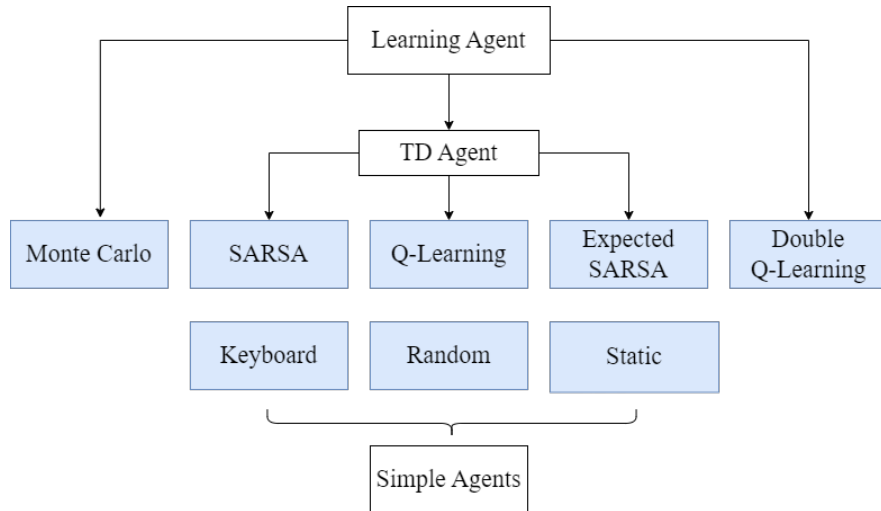 Learning Agent
TD Agent
Monte Carlo
SARSA
Q-Learning
Expected
SARSA
Double
Q-Learning
Keyboard
Random
Static
Simple Agents